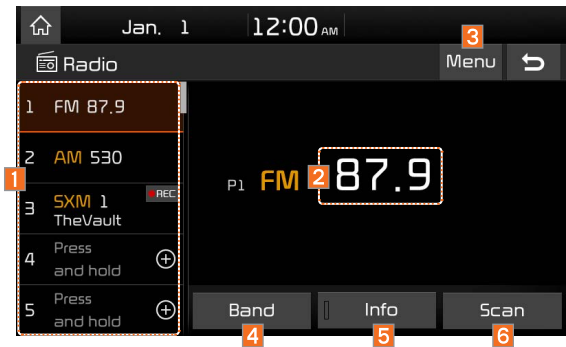 Jan. 1 12:00 AM
3
Radio Menu
1 FM 87.9
2 AM 530
1
3 SXM 1 REC
TheVault
4 Press
and hold
5 Press
and hold
P1 FM 2 87.9
Band Info Scan
4 5 6